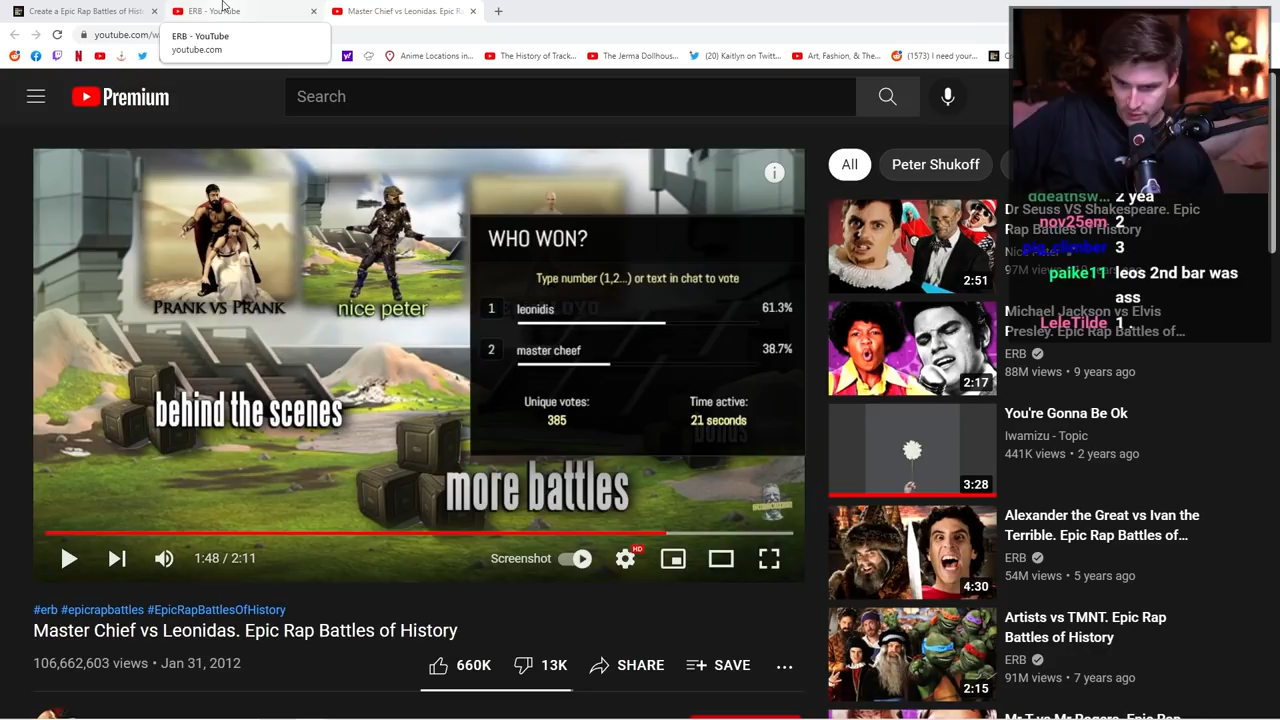 Create a Epic Rap Battles of Hist
ERB - YouTube
Master Chief vs Leonidas. Epic Ra
youtube.com/w
ERB - YouTube
youtube.com
Anime Locations in...
The History of Track...
The Jerma Dollhous...
(20) Kaitlyn on Twitt...
Art, Fashion, & The...
(1573) I need your...
Premium
Search
All
Peter Shukoff
PRANK VS PRANK
nice peter
behind the scenes
more battles
WHO WON?
Type number (1,2...) or text in chat to vote
1 leonidis 61.3%
2 master cheef 38.7%
Unique votes:
385
Time active:
21 seconds
1:48 / 2:11
Screenshot
HD
#erb #epicrapbattles #EpicRapBattlesOfHistory
Master Chief vs Leonidas. Epic Rap Battles of History
106,662,603 views • Jan 31, 2012
660K
13K
SHARE
SAVE
ddeathsw... 2 yea
nov25em 2
pig_climber 3
paike11 leos 2nd bar was
ass
LeleTilde 1
Dr Seuss VS Shakespeare. Epic
Rap Battles of History
2:51
Michael Jackson vs Elvis
Presley. Epic Rap Battles of...
ERB
88M views • 9 years ago
2:17
You're Gonna Be Ok
Iwamizu - Topic
441K views • 2 years ago
3:28
Alexander the Great vs Ivan the
Terrible. Epic Rap Battles of...
ERB
54M views • 5 years ago
4:30
Artists vs TMNT. Epic Rap
Battles of History
ERB
91M views • 7 years ago
2:15